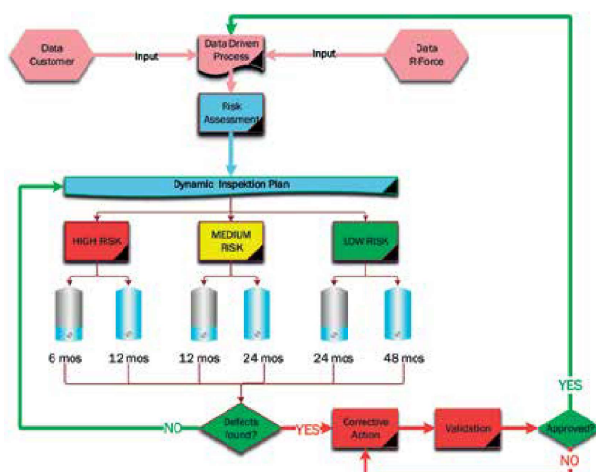 Data
Customer
Input
Data Driven
Process
Input
Data
RForce
Risk
Assessment
Dynamic Inspektion Plan
HIGH RISK
MEDIUM
RISK
LOW RISK
6 mos
12 mos
12 mos
24 mos
24 mos
48 mos
NO
Defects
found?
YES
Corrective
Action
Validation
Approved?
YES
NO